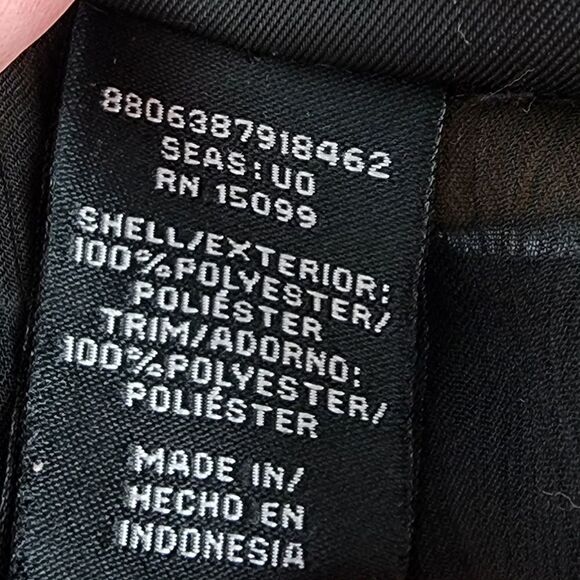 8806387918462
SEAS:U0
RN 15099
SHELL/EXTERIOR:
100%POLYESTER/
POLIÉSTER
TRIM/ADORNO:
100%POLYESTER/
POLIÉSTER
MADE IN/
HECHO EN
INDONESIA